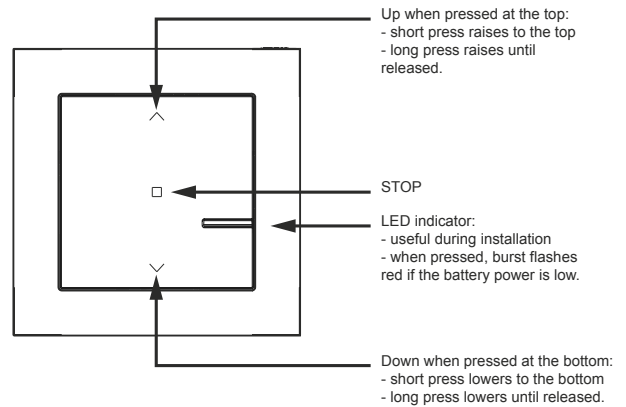 Up when pressed at the top:
- short press raises to the top
- long press raises until
released.
STOP
LED indicator:
- useful during installation
- when pressed, burst flashes
red if the battery power is low.
Down when pressed at the bottom:
- short press lowers to the bottom
- long press lowers until released.